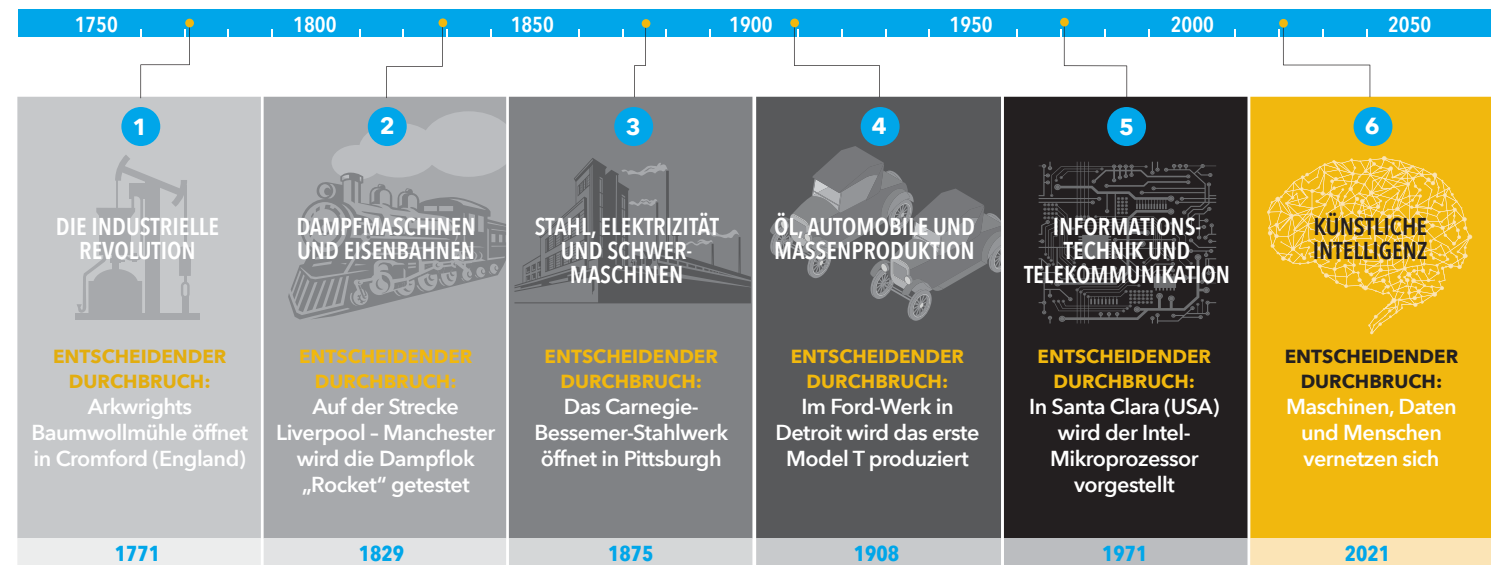 1750 1800 1850 1900 1950 2000 2050
1
DIE INDUSTRIELLE
REVOLUTION
ENTSCHEIDENDER
DURCHBRUCH:
Arkwrights
Baumwollmühle öffnet
in Cromford (England)
1771
2
DAMPFMASCHINEN
UND EISENBAHNEN
ENTSCHEIDENDER
DURCHBRUCH:
Auf der Strecke
Liverpool – Manchester
wird die Dampflok
„Rocket“ getestet
1829
3
STAHL, ELEKTRIZITÄT
UND SCHWER-
MASCHINEN
ENTSCHEIDENDER
DURCHBRUCH:
Das Carnegie-
Bessemer-Stahlwerk
öffnet in Pittsburgh
1875
4
ÖL, AUTOMOBILE UND
MASSENPRODUKTION
ENTSCHEIDENDER
DURCHBRUCH:
Im Ford-Werk in
Detroit wird das erste
Model T produziert
1908
5
INFORMATIONS-
TECHNIK UND
TELEKOMMUNIKATION
ENTSCHEIDENDER
DURCHBRUCH:
In Santa Clara (USA)
wird der Intel-
Mikroprozessor
vorgestellt
1971
6
KÜNSTLICHE
INTELLIGENZ
ENTSCHEIDENDER
DURCHBRUCH:
Maschinen, Daten
und Menschen
vernetzen sich
2021